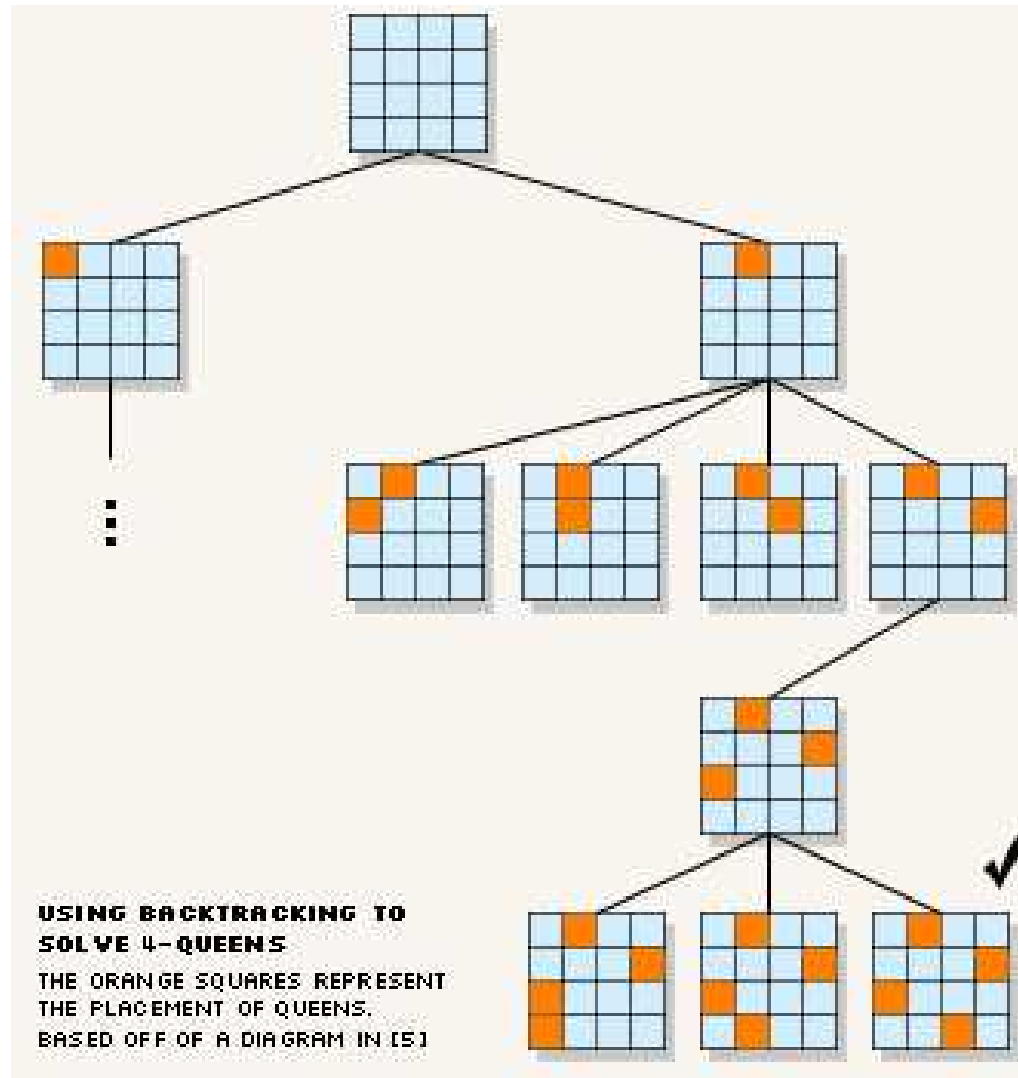 USING BACKTRACKING TO
SOLVE 4-QUEENS
THE ORANGE SQUARES REPRESENT
THE PLACEMENT OF QUEENS.
BASED OFF OF A DIAGRAM IN [5]